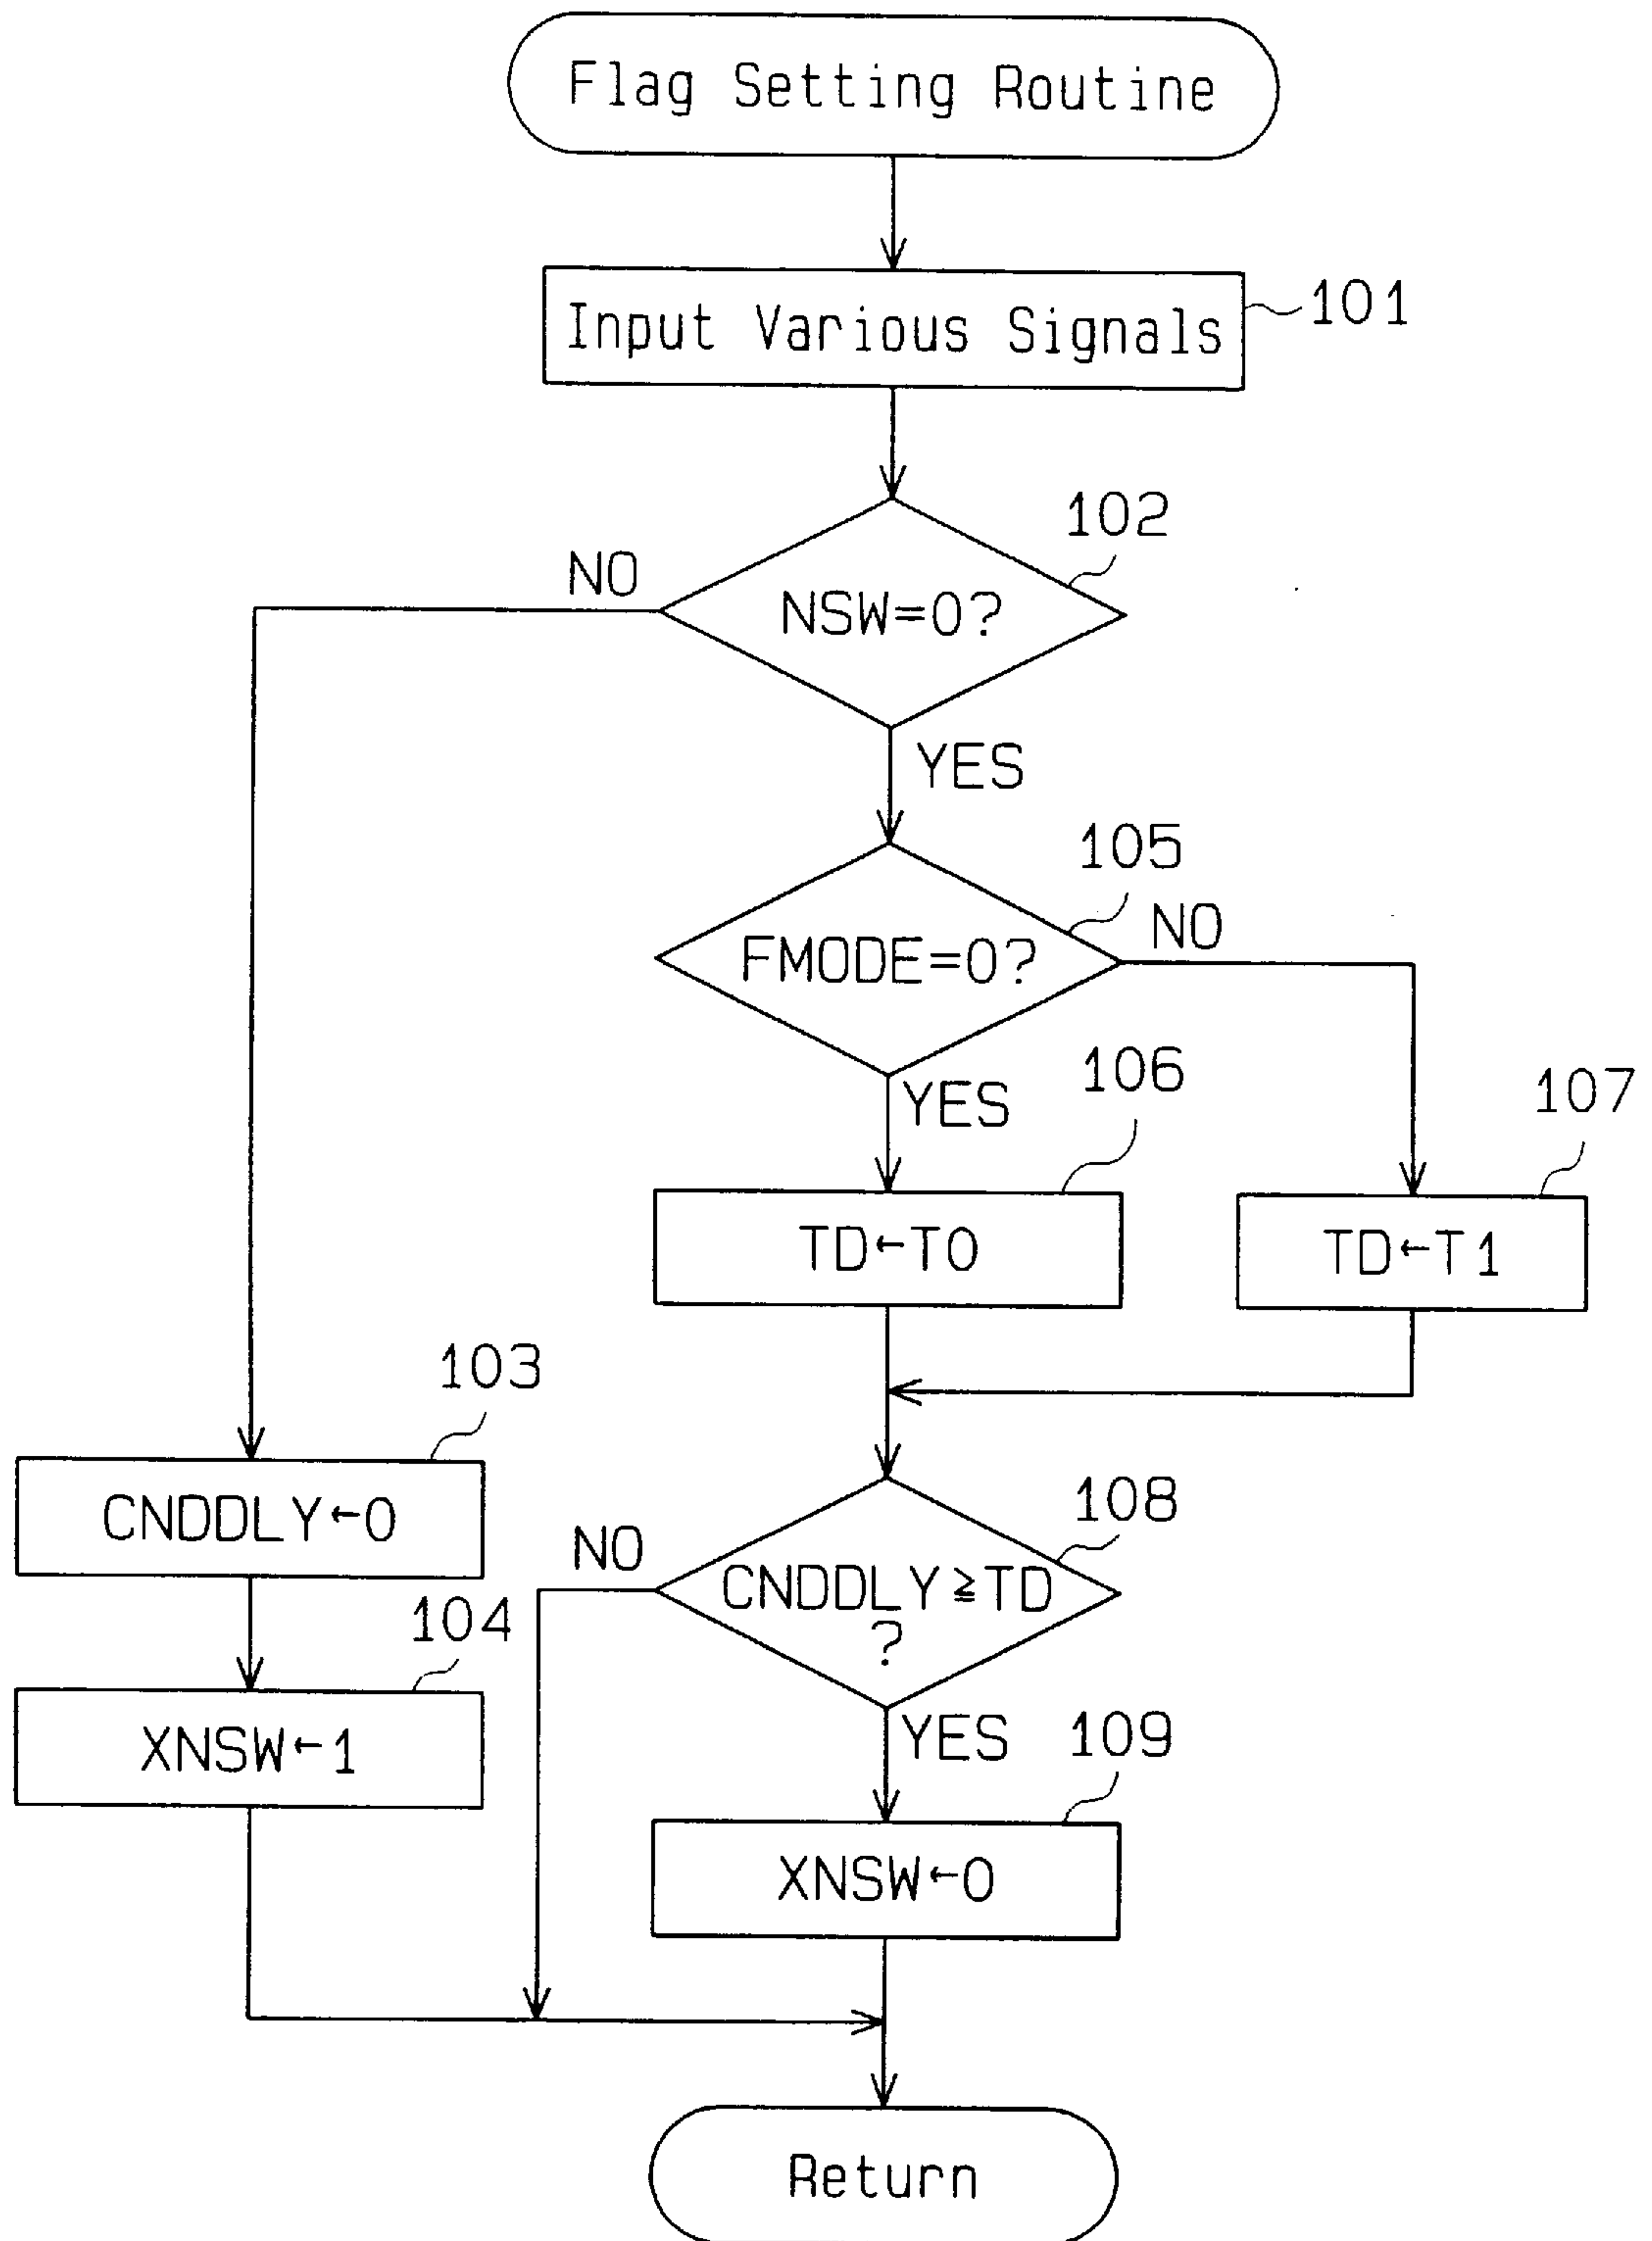 Flag Setting Routine
Input Various Signals
101
102
NO
NSW=0?
YES
105
FMODE=0?
NO
YES
106
107
TD←T0
TD←T1
103
CNDDLY←0
108
NO
CNDDLY≧TD
?
104
XNSW←1
YES
109
XNSW←0
Return